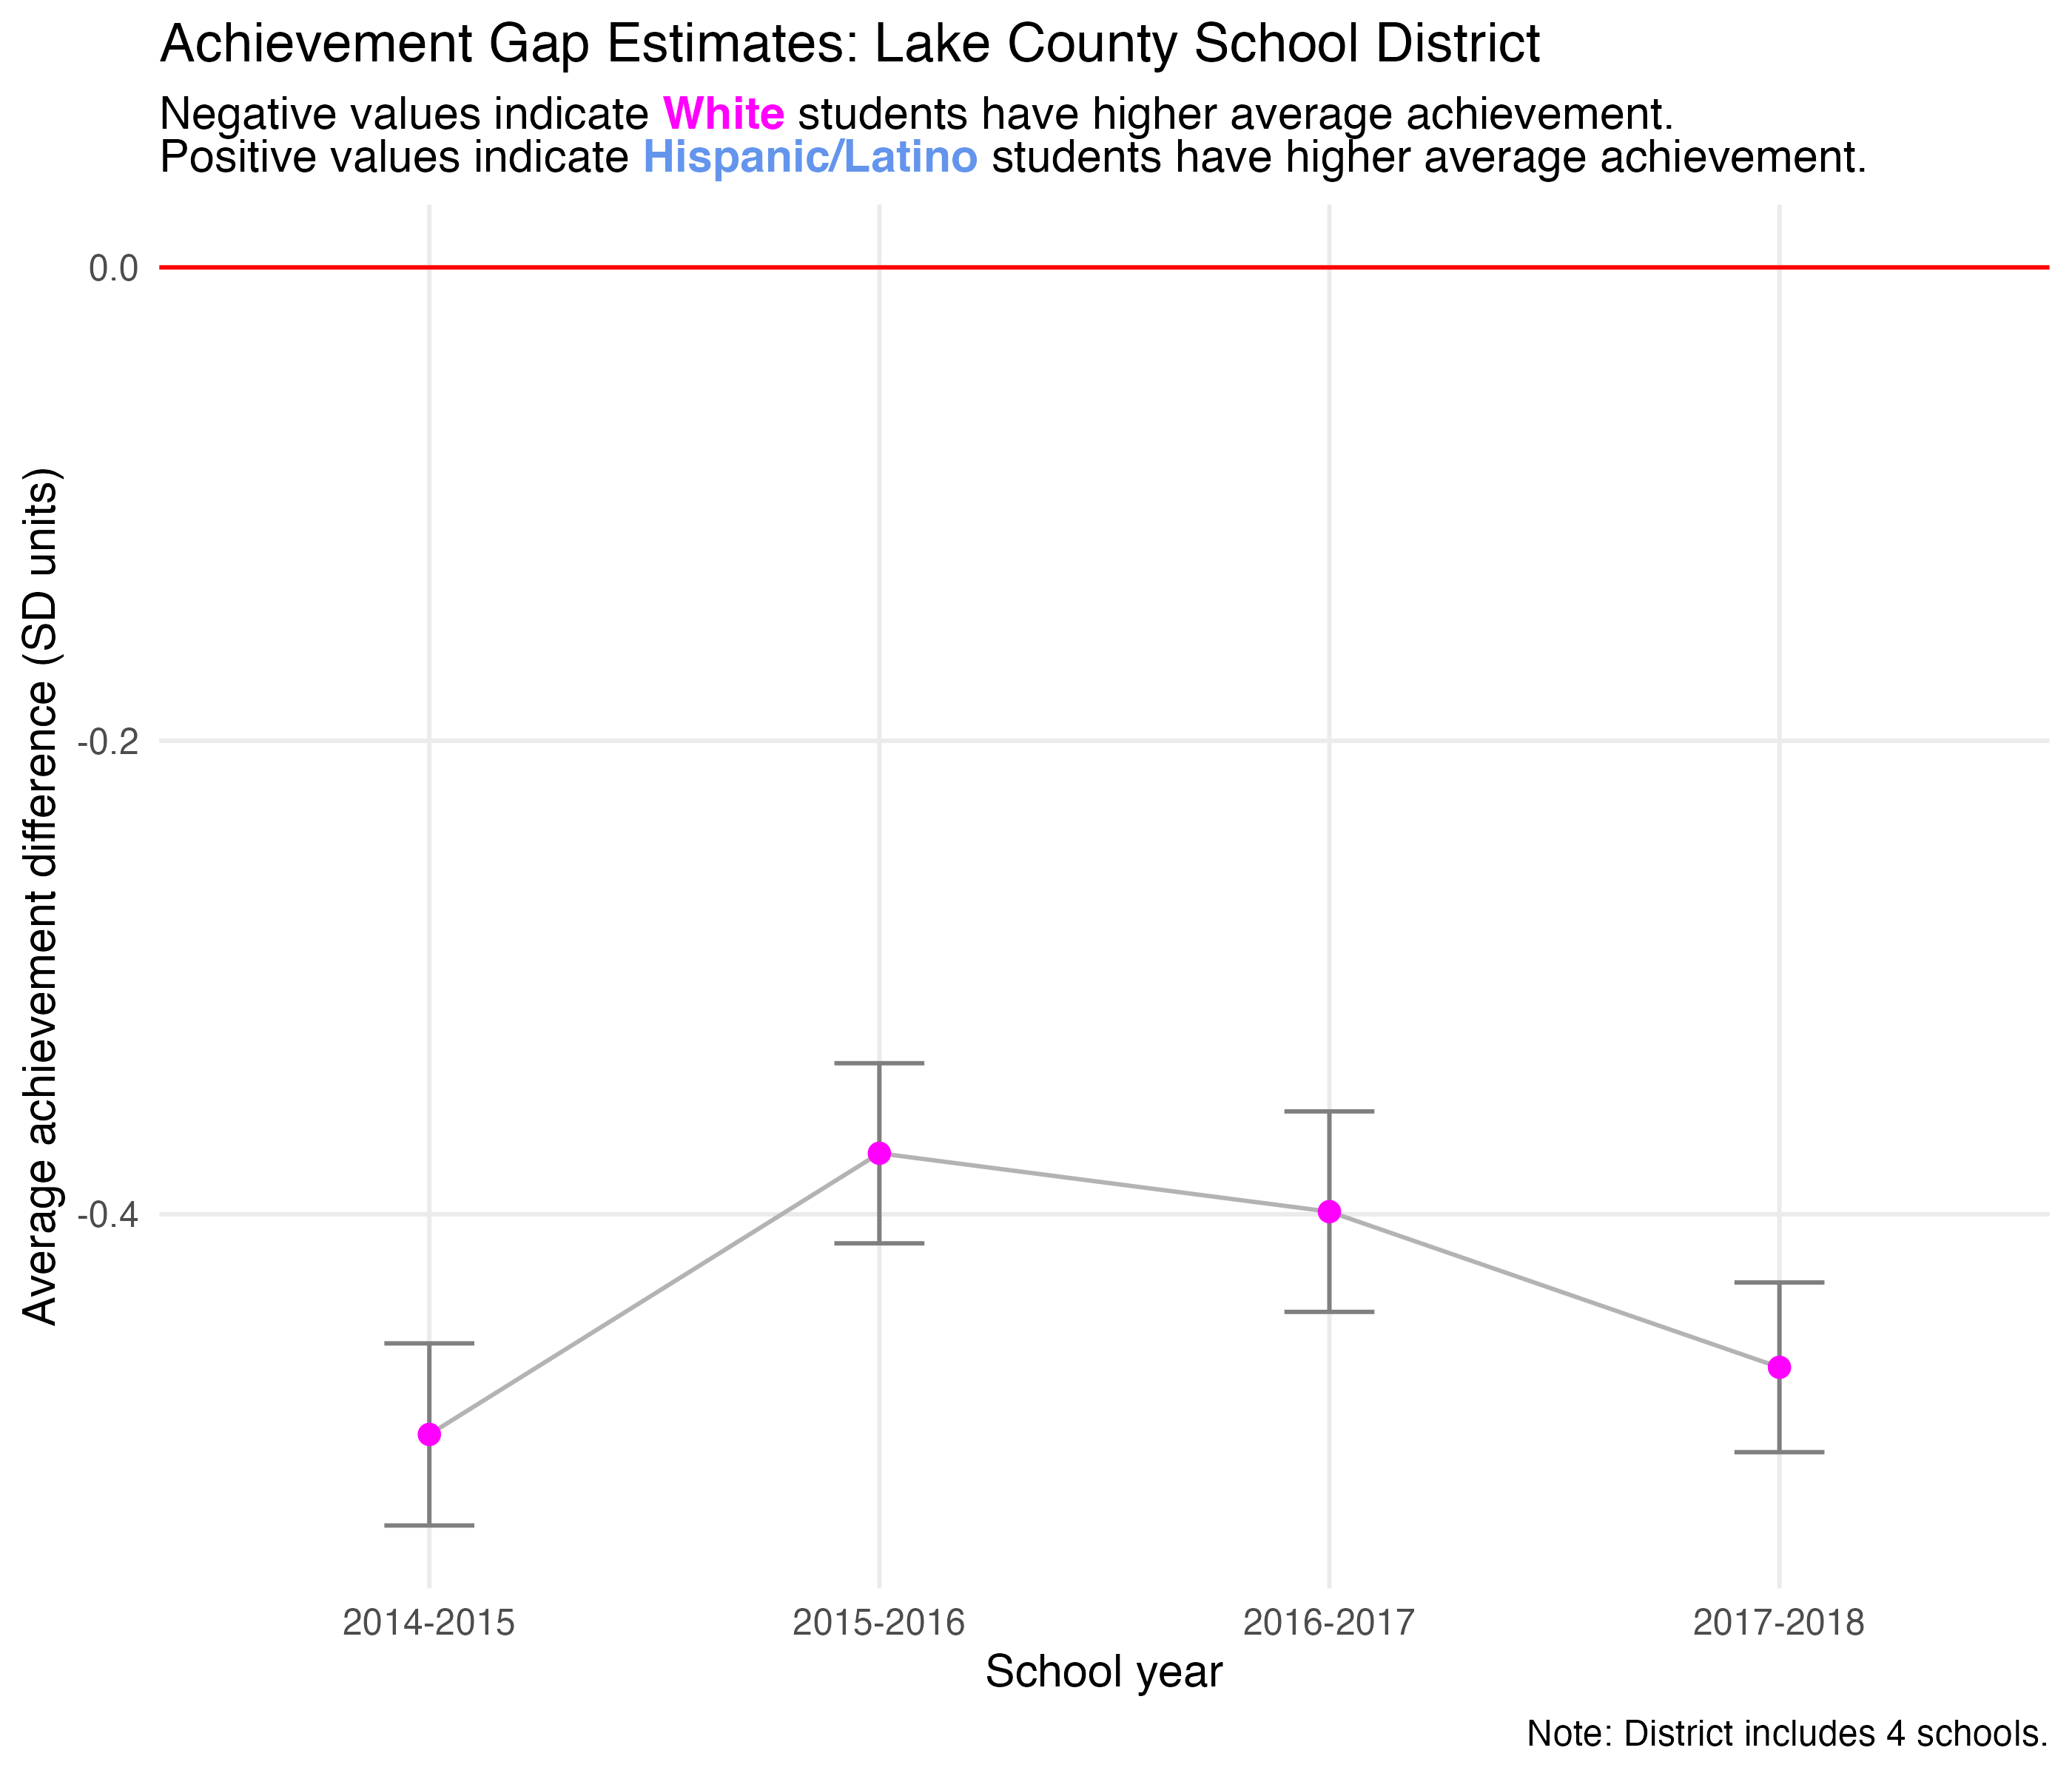 Achievement Gap Estimates: Lake County School District
Negative values indicate White students have higher average achievement.
Positive values indicate Hispanic/Latino students have higher average achievement.
Average achievement difference (SD units)
0.0
-0.2
-0.4
2014-2015
2015-2016
2016-2017
2017-2018
School year
Note: District includes 4 schools.